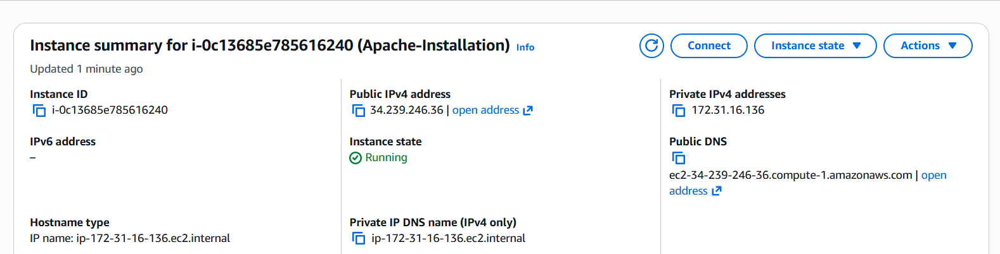 Instance summary for i-0c13685e785616240 (Apache-Installation) Info
Connect
Instance state
Actions
Updated 1 minute ago
Instance ID
i-0c13685e785616240
Public IPv4 address
34.239.246.36 | open address
Private IPv4 addresses
172.31.16.136
IPv6 address
–
Instance state
Running
Public DNS
ec2-34-239-246-36.compute-1.amazonaws.com | open
address
Hostname type
IP name: ip-172-31-16-136.ec2.internal
Private IP DNS name (IPv4 only)
ip-172-31-16-136.ec2.internal